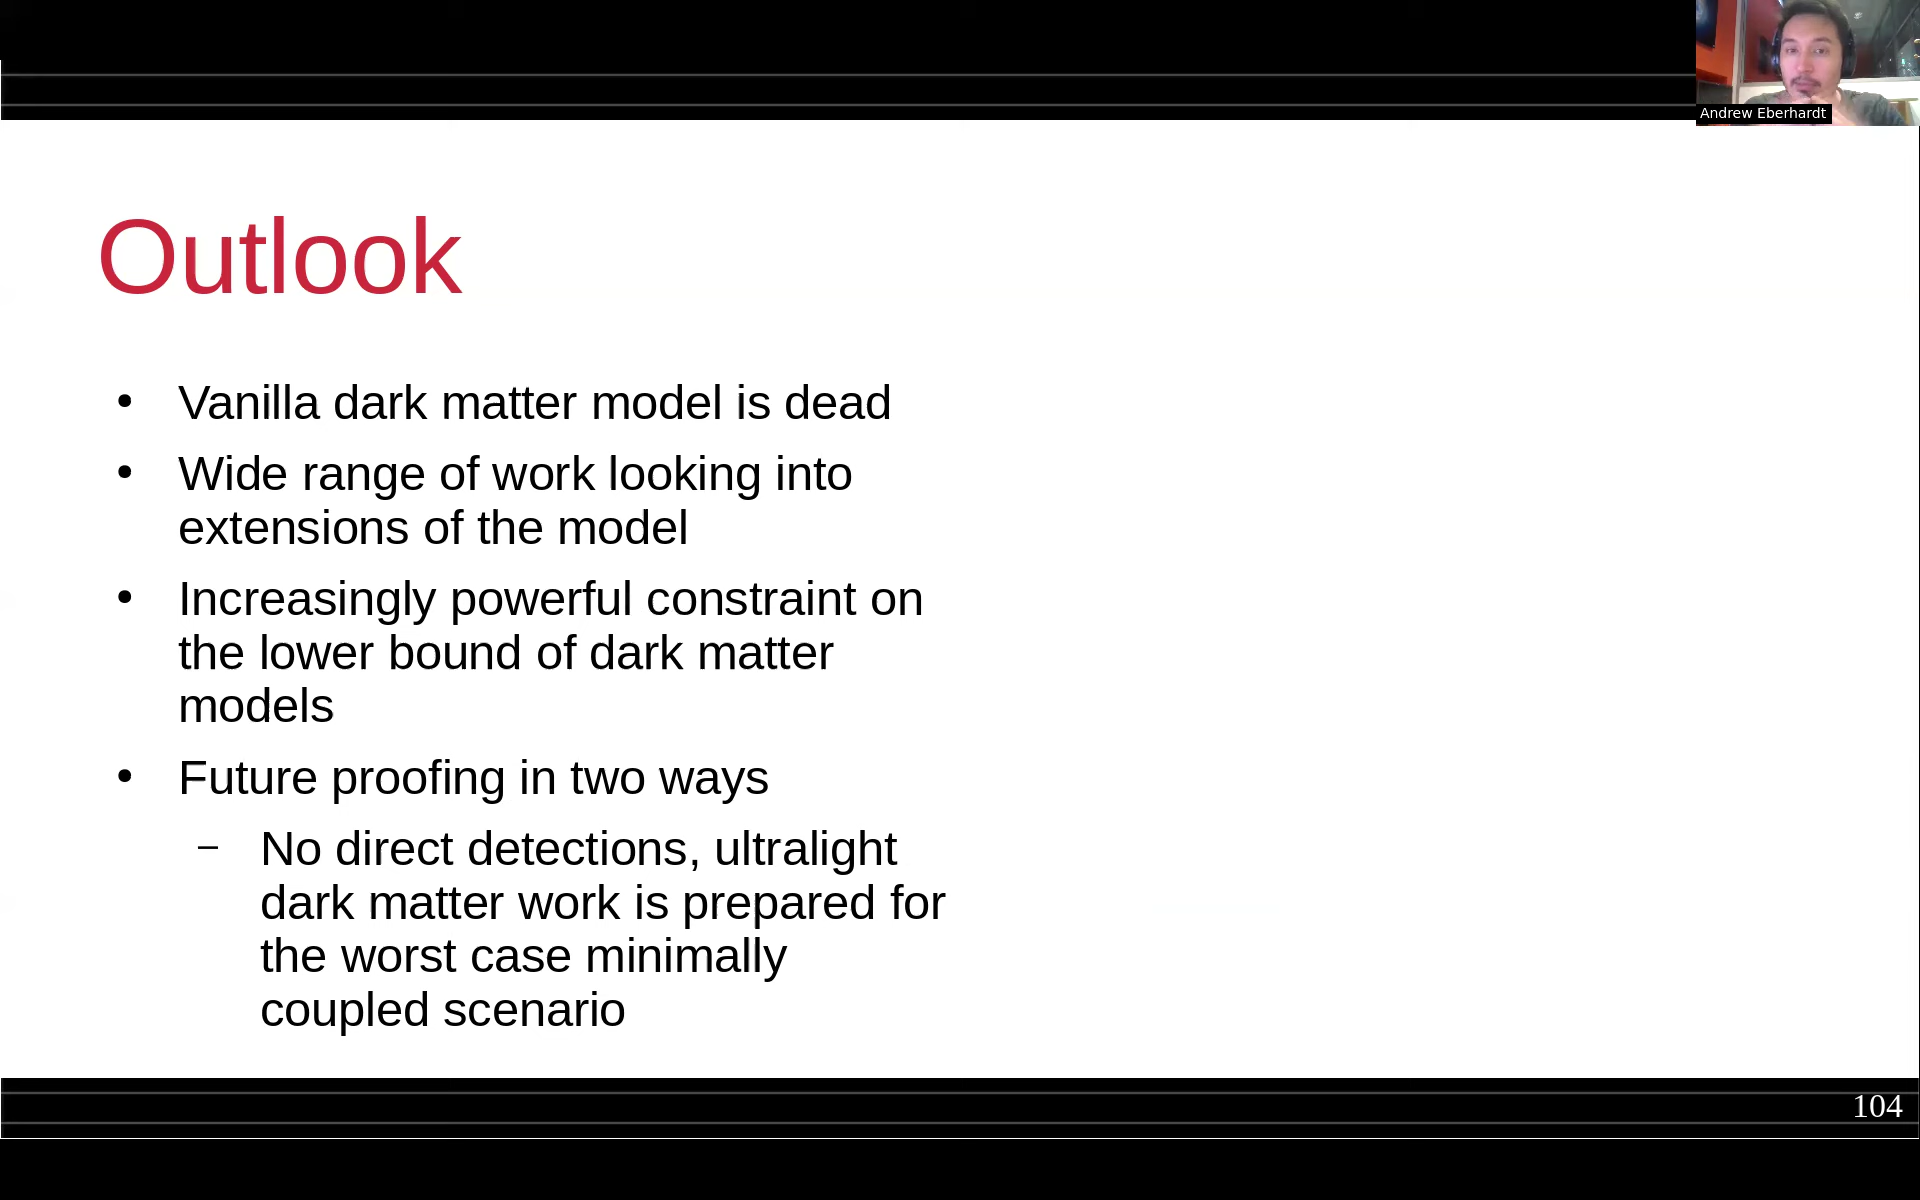 Andrew Eberhardt
Outlook
• Vanilla dark matter model is dead
• Wide range of work looking into
extensions of the model
• Increasingly powerful constraint on
the lower bound of dark matter
models
• Future proofing in two ways
– No direct detections, ultralight
dark matter work is prepared for
the worst case minimally
coupled scenario
104